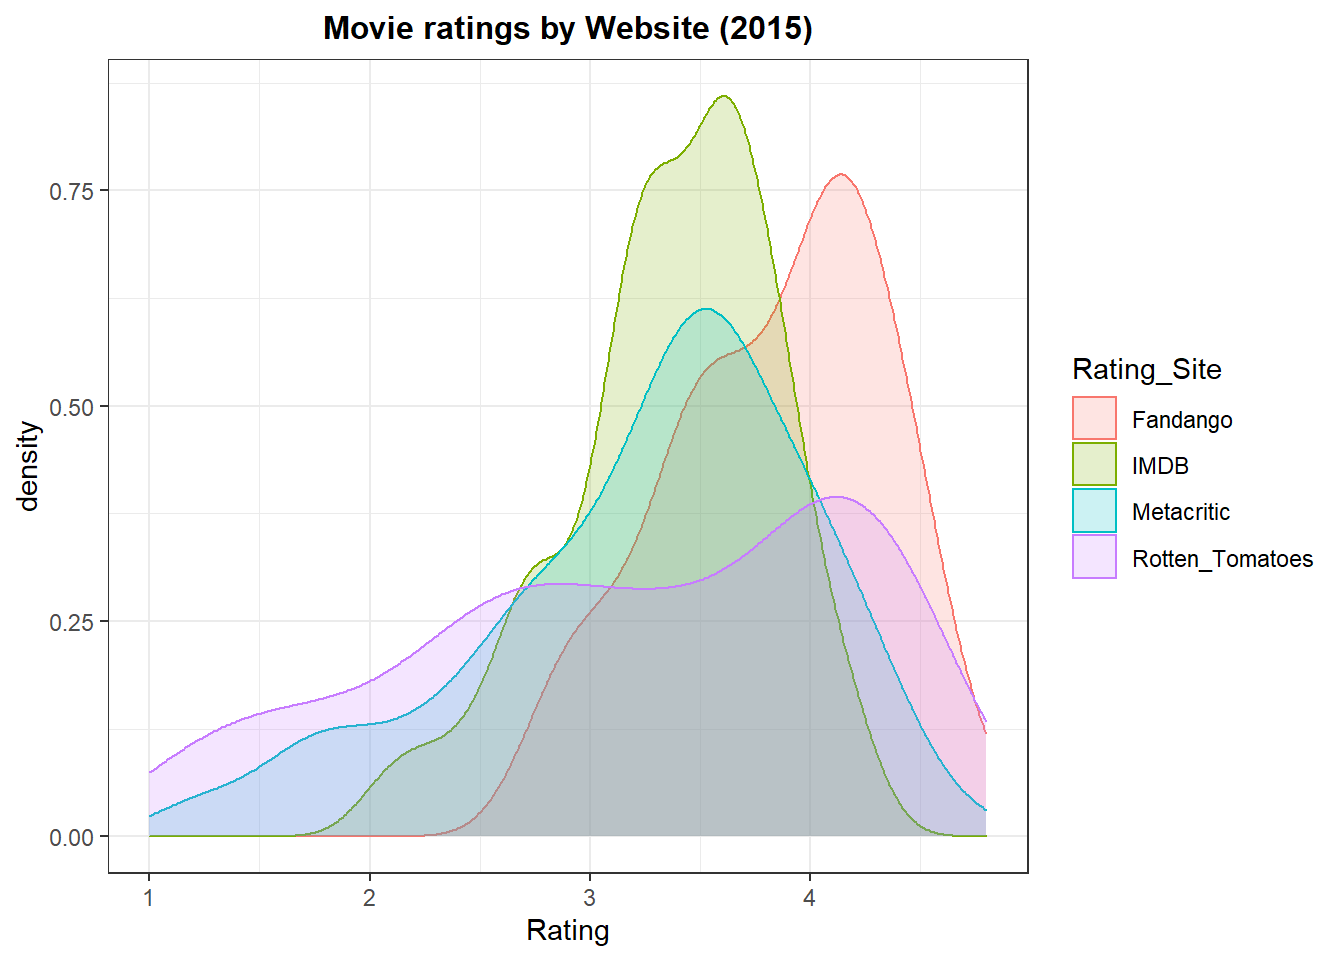 Movie ratings by Website (2015)
density
0.75
0.50
0.25
0.00
1 2 3 4
Rating
Rating_Site
Fandango
IMDB
Metacritic
Rotten_Tomatoes